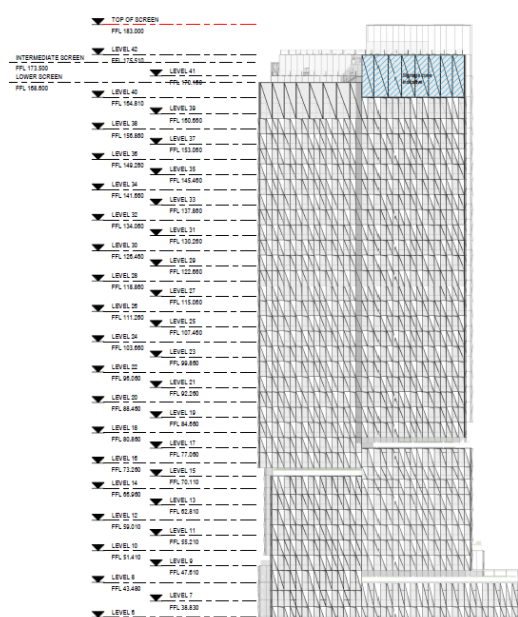 TOP OF SCREEN
FFL 183.000
LEVEL 42
FFL 175.510
INTERMEDIATE SCREEN
FFL 173.500
LEVEL 41
FFL 170.160
LOWER SCREEN
FFL 168.600
LEVEL 40
FFL 164.810
LEVEL 39
FFL 160.660
LEVEL 38
FFL 156.860
LEVEL 37
FFL 153.060
LEVEL 36
FFL 149.260
LEVEL 35
FFL 145.460
LEVEL 34
FFL 141.660
LEVEL 33
FFL 137.860
LEVEL 32
FFL 134.060
LEVEL 31
FFL 130.260
LEVEL 30
FFL 126.460
LEVEL 29
FFL 122.660
LEVEL 28
FFL 118.860
LEVEL 27
FFL 115.060
LEVEL 26
FFL 111.260
LEVEL 25
FFL 107.460
LEVEL 24
FFL 103.660
LEVEL 23
FFL 99.860
LEVEL 22
FFL 96.060
LEVEL 21
FFL 92.260
LEVEL 20
FFL 88.460
LEVEL 19
FFL 84.660
LEVEL 18
FFL 80.860
LEVEL 17
FFL 77.060
LEVEL 16
FFL 73.260
LEVEL 15
FFL 70.110
LEVEL 14
FFL 66.960
LEVEL 13
FFL 62.810
LEVEL 12
FFL 59.010
LEVEL 11
FFL 55.210
LEVEL 10
FFL 51.410
LEVEL 9
FFL 47.610
LEVEL 8
FFL 43.480
LEVEL 7
FFL 38.830
LEVEL 6
Signage Zone
Indicative